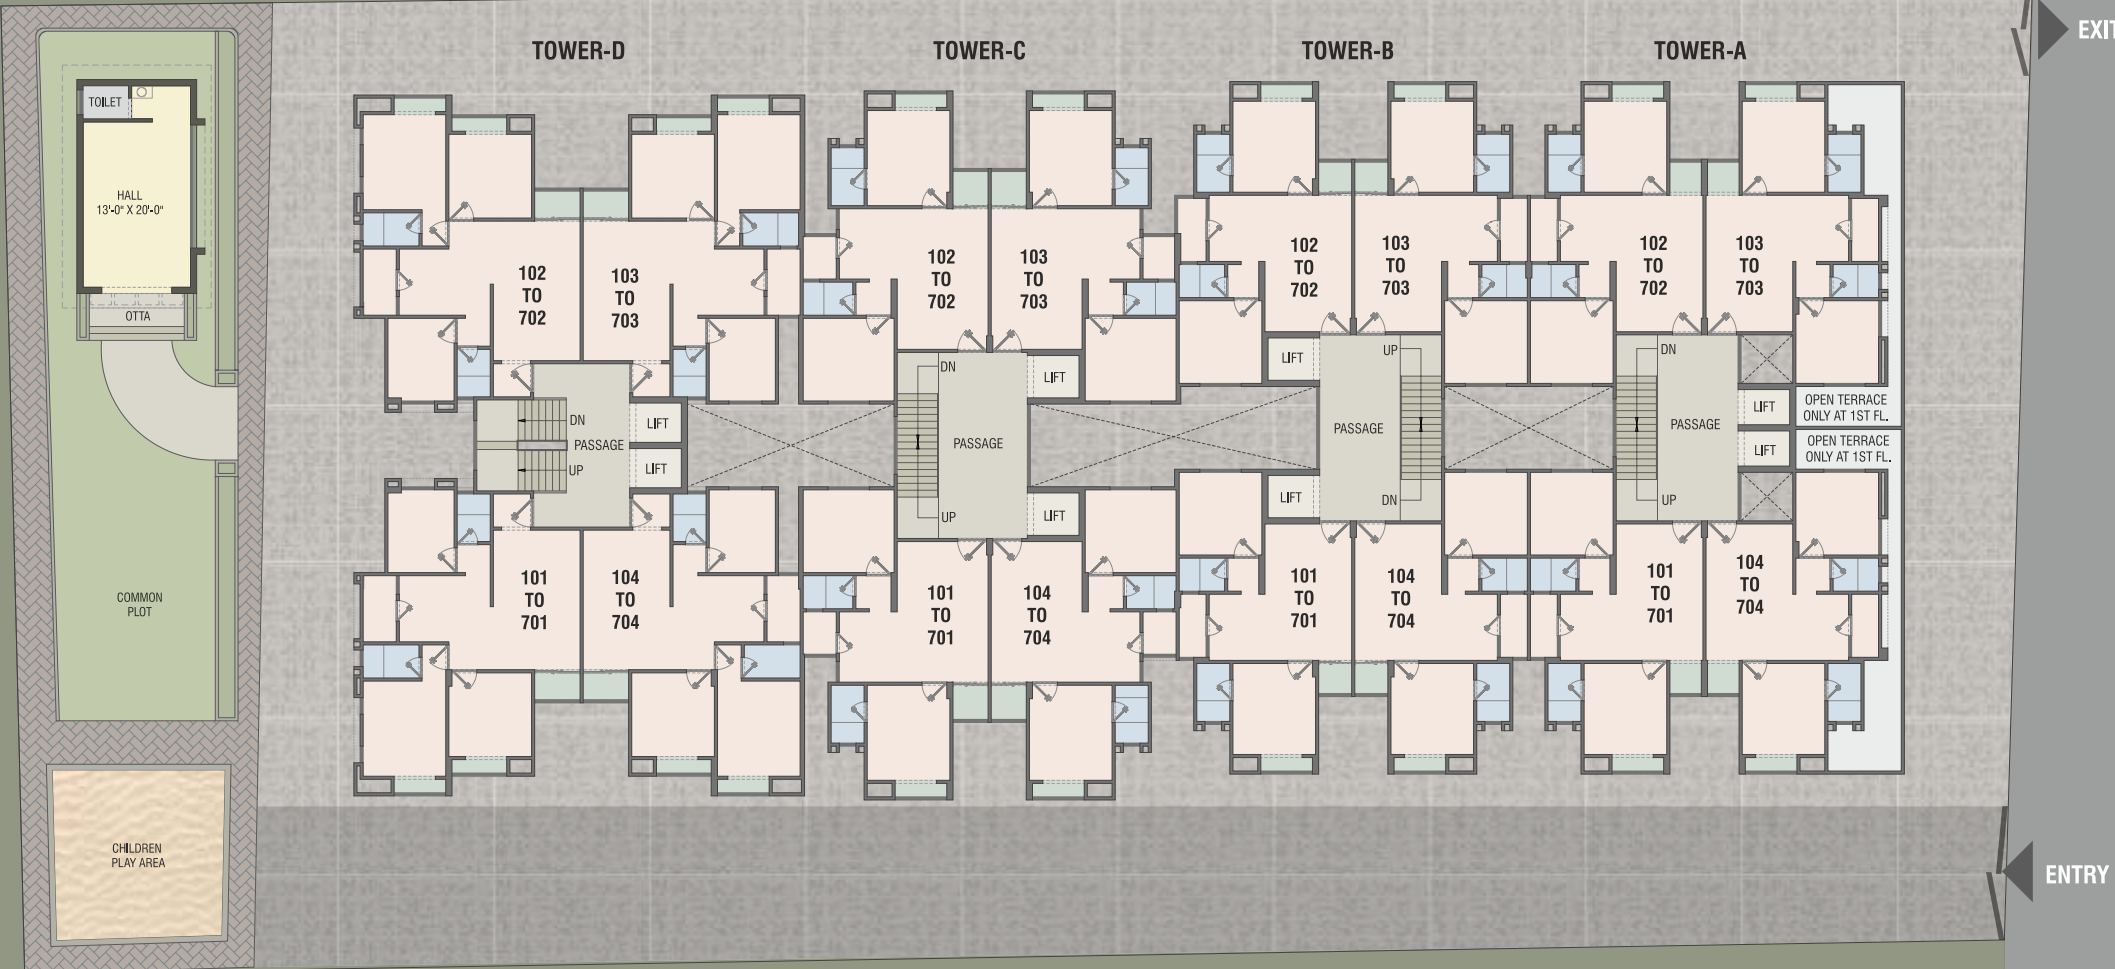 EXIT
TOWER-D
TOWER-C
TOWER-B
TOWER-A
TOILET
HALL
13'-0" X 20'-0"
OTTA
COMMON
PLOT
CHILDREN
PLAY AREA
102
TO
702
103
TO
703
DN
PASSAGE
UP
LIFT
LIFT
101
TO
701
104
TO
704
102
TO
702
103
TO
703
DN
LIFT
PASSAGE
UP
LIFT
101
TO
701
104
TO
704
102
TO
702
103
TO
703
LIFT
UP
PASSAGE
LIFT
DN
101
TO
701
104
TO
704
102
TO
702
103
TO
703
DN
PASSAGE
LIFT
LIFT
UP
OPEN TERRACE
ONLY AT 1ST FL.
OPEN TERRACE
ONLY AT 1ST FL.
101
TO
701
104
TO
704
ENTRY